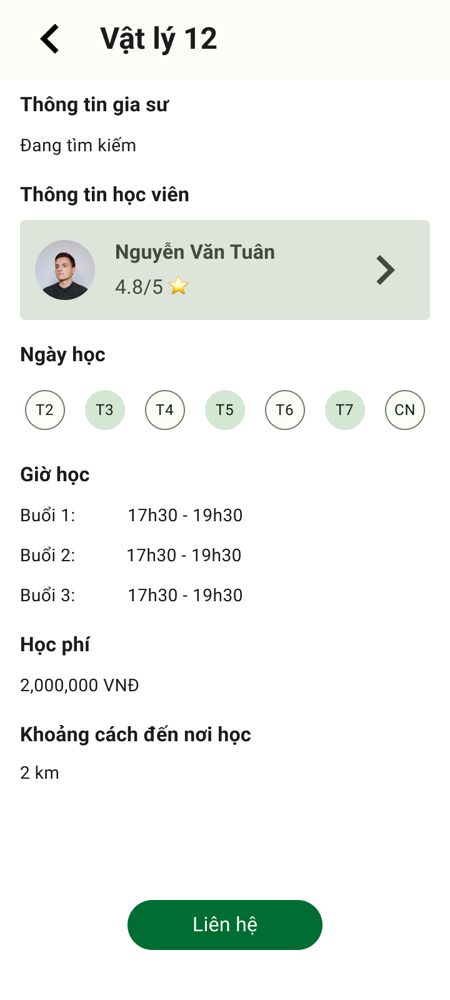 Vật lý 12
Thông tin gia sư
Đang tìm kiếm
Thông tin học viên
Nguyễn Văn Tuân
4.8/5 ⭐
Ngày học
T2 T3 T4 T5 T6 T7 CN
Giờ học
Buổi 1: 17h30 - 19h30
Buổi 2: 17h30 - 19h30
Buổi 3: 17h30 - 19h30
Học phí
2,000,000 VNĐ
Khoảng cách đến nơi học
2 km
Liên hệ